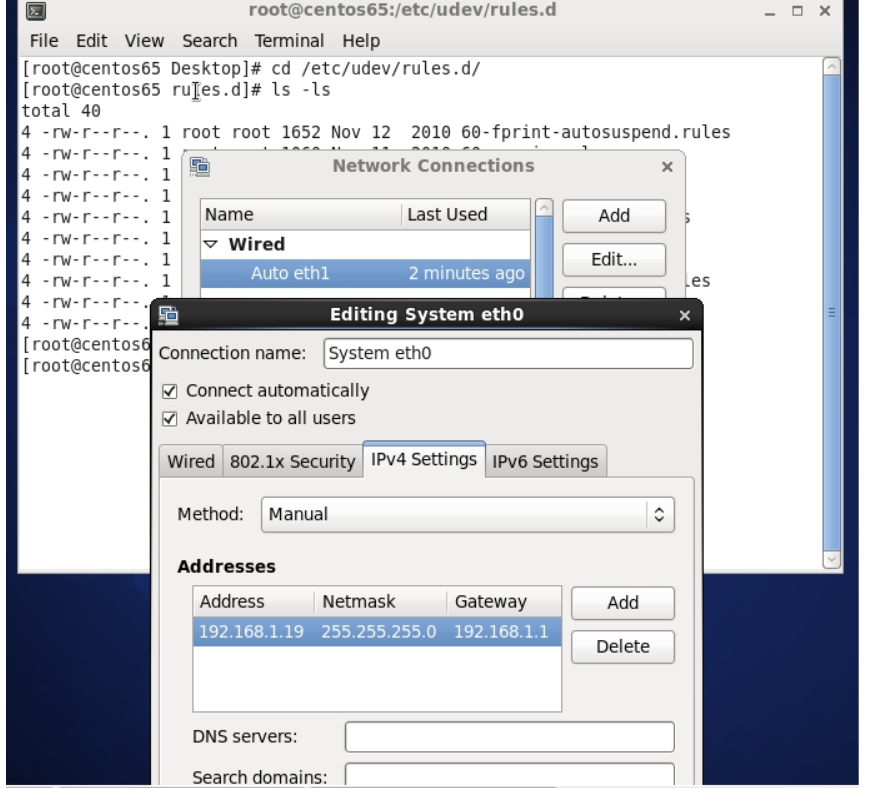 root@centos65:/etc/udev/rules.d
File Edit View Search Terminal Help
[root@centos65 Desktop]# cd /etc/udev/rules.d/
[root@centos65 rules.d]# ls -ls
total 40
4 -rw-r--r--. 1 root root 1652 Nov 12 2010 60-fprint-autosuspend.rules
4 -rw-r--r--. 1
4 -rw-r--r--. 1
4 -rw-r--r--. 1
4 -rw-r--r--. 1 s
4 -rw-r--r--. 1
4 -rw-r--r--. 1
4 -rw-r--r--. 1 les
4 -rw-r--r--.
4 -rw-r--r--.
[root@centos6
[root@centos6
Network Connections
Name Last Used
Wired
Auto eth1 2 minutes ago
Add
Edit...
Editing System eth0
Connection name: System eth0
Connect automatically
Available to all users
Wired 802.1x Security IPv4 Settings IPv6 Settings
Method: Manual
Addresses
Address Netmask Gateway
192.168.1.19 255.255.255.0 192.168.1.1
Add
Delete
DNS servers:
Search domains: